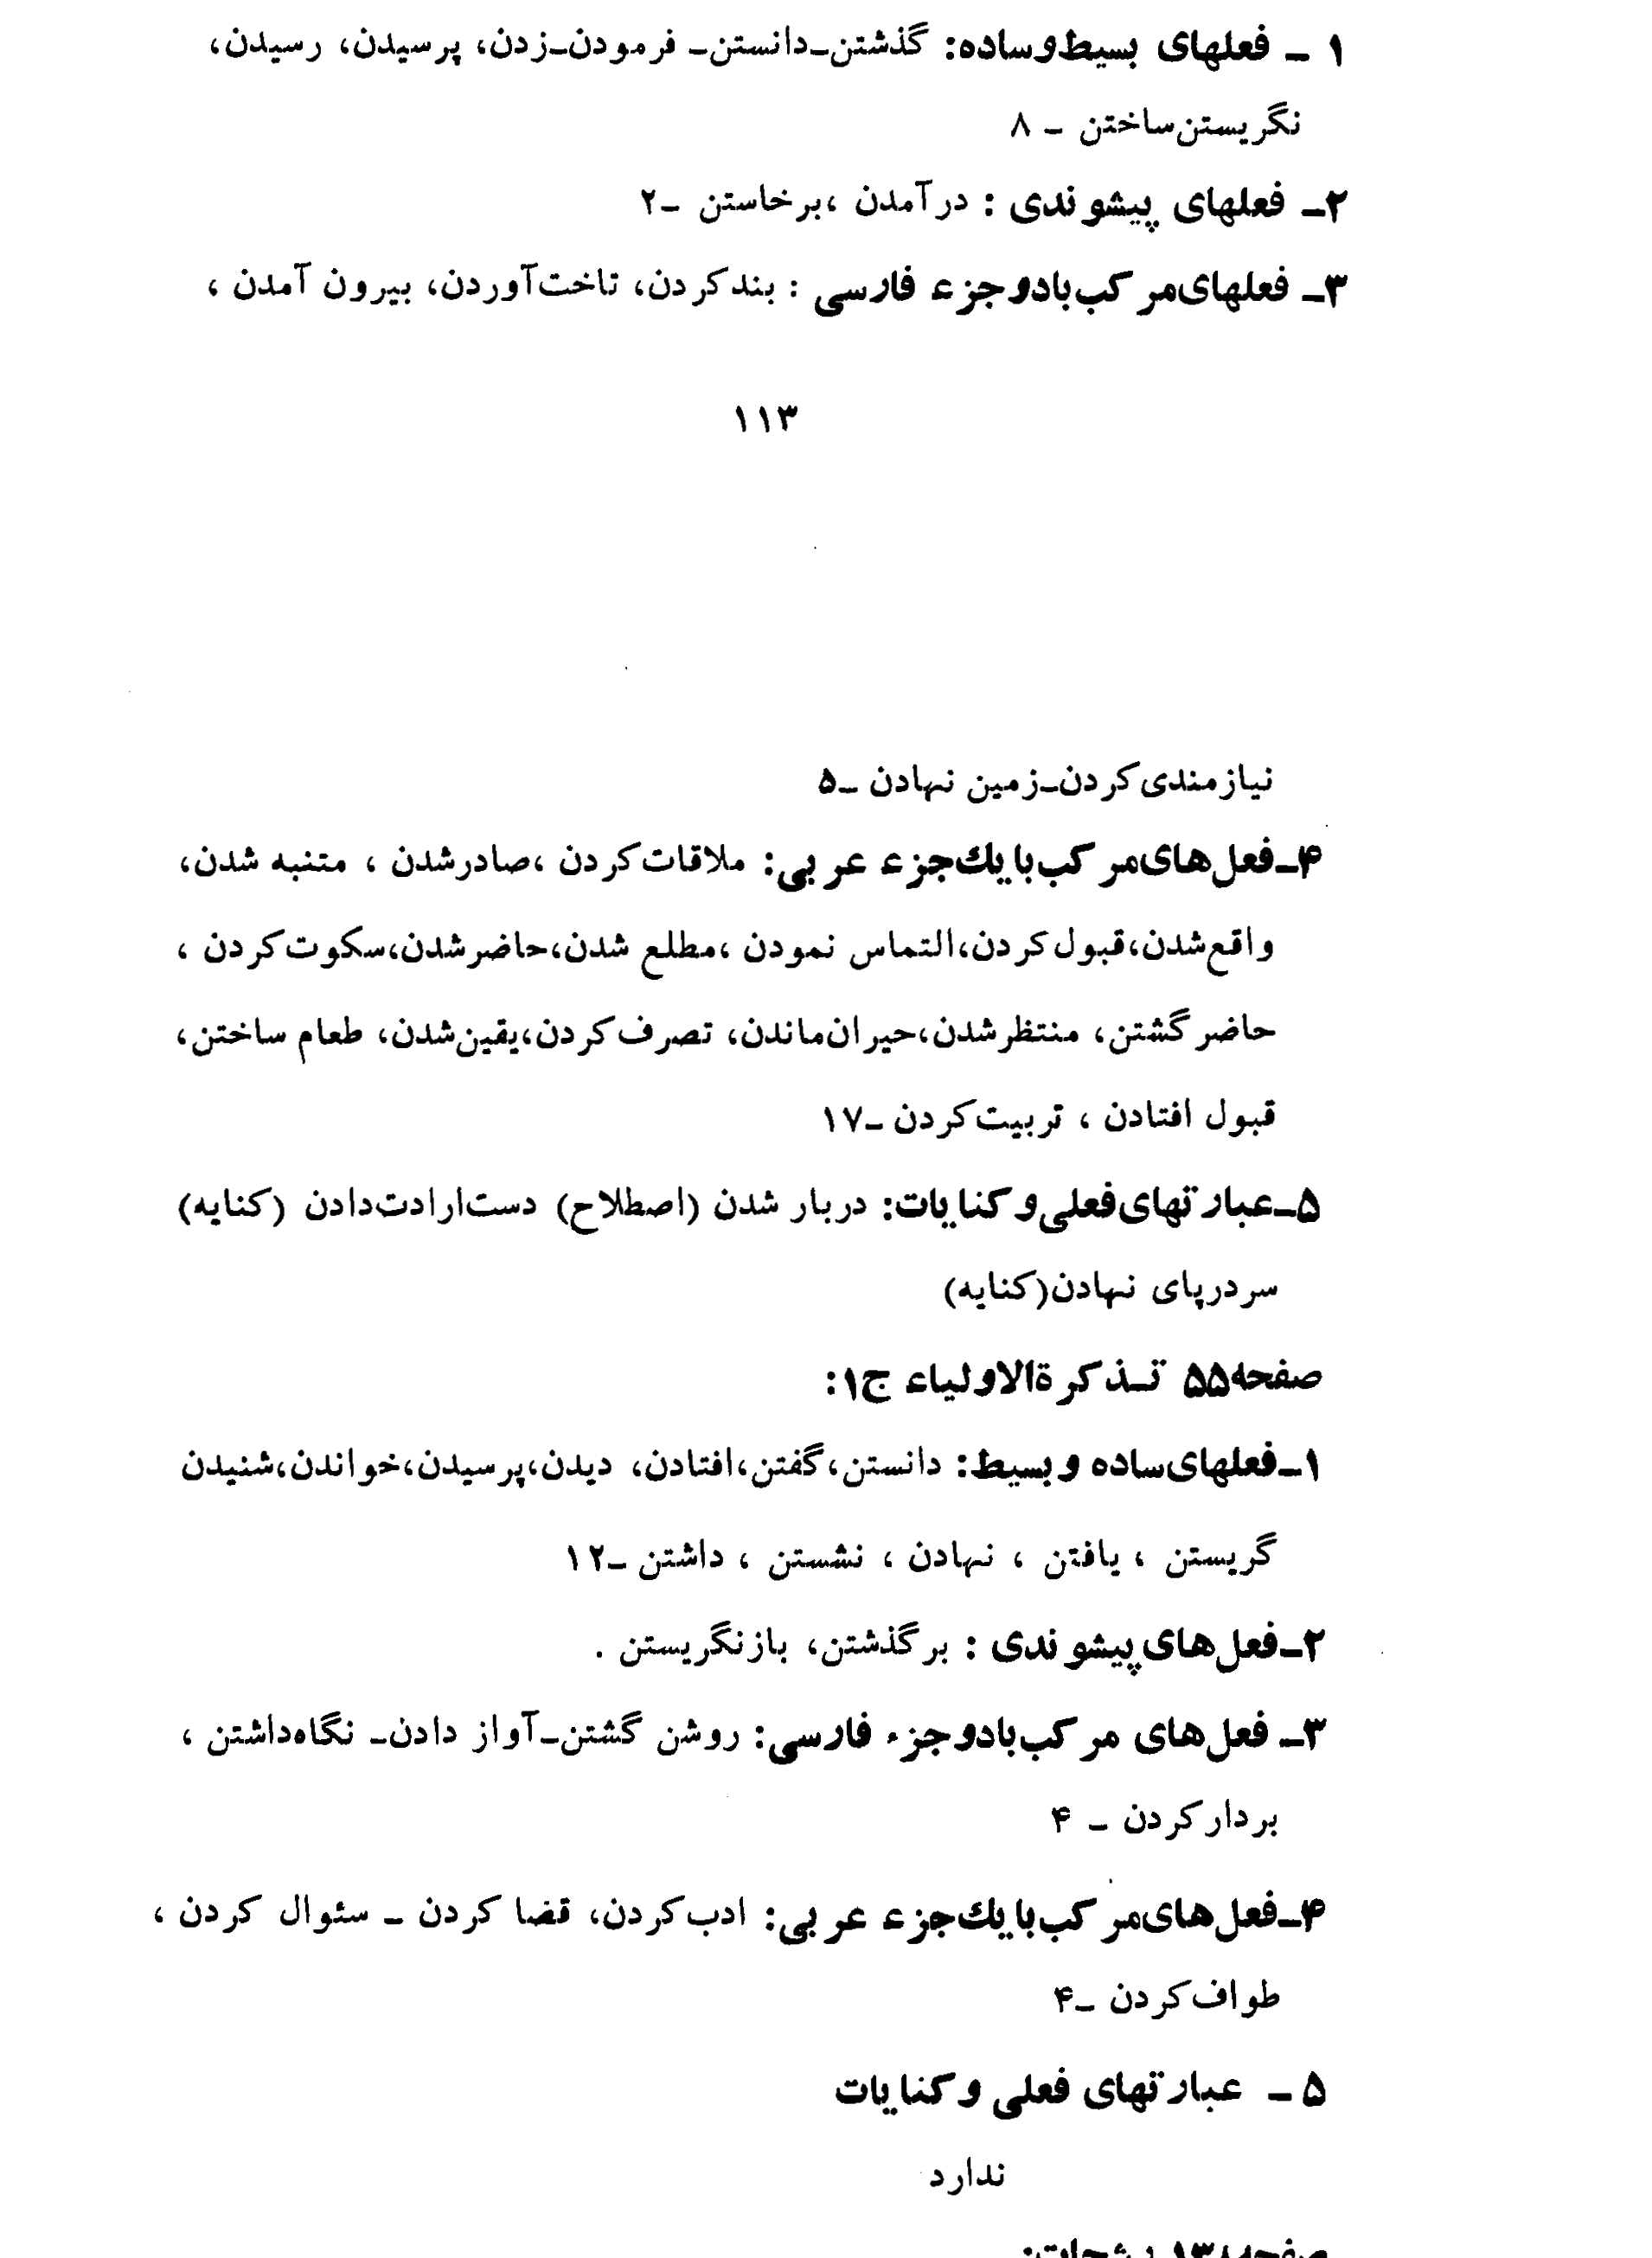 ۱ ـ فعلهای بسیط‌وساده: گذشتن‌ـدانستن‌ـ فرمودن‌ـزدن، پرسیدن، رسیدن،
نگریستن‌ساختن ـ ۸
۲ـ فعلهای پیشوندی : درآمدن ،برخاستن ـ۲
۳ـ فعلهای‌مرکب‌بادوجزء فارسی : بندکردن، تاخت‌آوردن، بیرون آمدن ،
۱۱۳
نیازمندی‌کردن‌ـزمین نهادن ـ۵
۴ـفعل‌های‌مرکب‌بایك‌جزء عربی: ملاقات‌کردن ،صادرشدن ، متنبه شدن،
واقع‌شدن،قبول‌کردن،التماس نمودن ،مطلع شدن،حاضرشدن،سکوت‌کردن ،
حاضرگشتن، منتظرشدن،حیران‌ماندن، تصرف‌کردن،یقین‌شدن، طعام ساختن،
قبول افتادن ، تربیت‌کردن ـ۱۷
۵ـعبارتهای‌فعلی‌وکنایات: دربار شدن (اصطلاح) دست‌ارادت‌دادن (کنایه)
سردرپای نهادن(کنایه)
صفحه۵۵ تـذکرةالاولیاء ج۱:
۱ـفعلهای‌ساده وبسیط: دانستن،گفتن،افتادن، دیدن،پرسیدن،خواندن،شنیدن
گریستن ، یافتن ، نهادن ، نشستن ، داشتن ـ۱۲
۲ـفعل‌های‌پیشوندی : برگذشتن، بازنگریستن .
۳ـ فعل‌های مرکب‌بادوجزء فارسی: روشن گشتن‌ـآواز دادن‌ـ نگاه‌داشتن ،
بردارکردن ـ ۴
۴ـفعل‌های‌مرکب‌بایك‌جزء عربی: ادب‌کردن، قضا کردن ـ سئوال کردن ،
طواف‌کردن ـ۴
۵ ـ عبارتهای فعلی وکنایات
ندارد